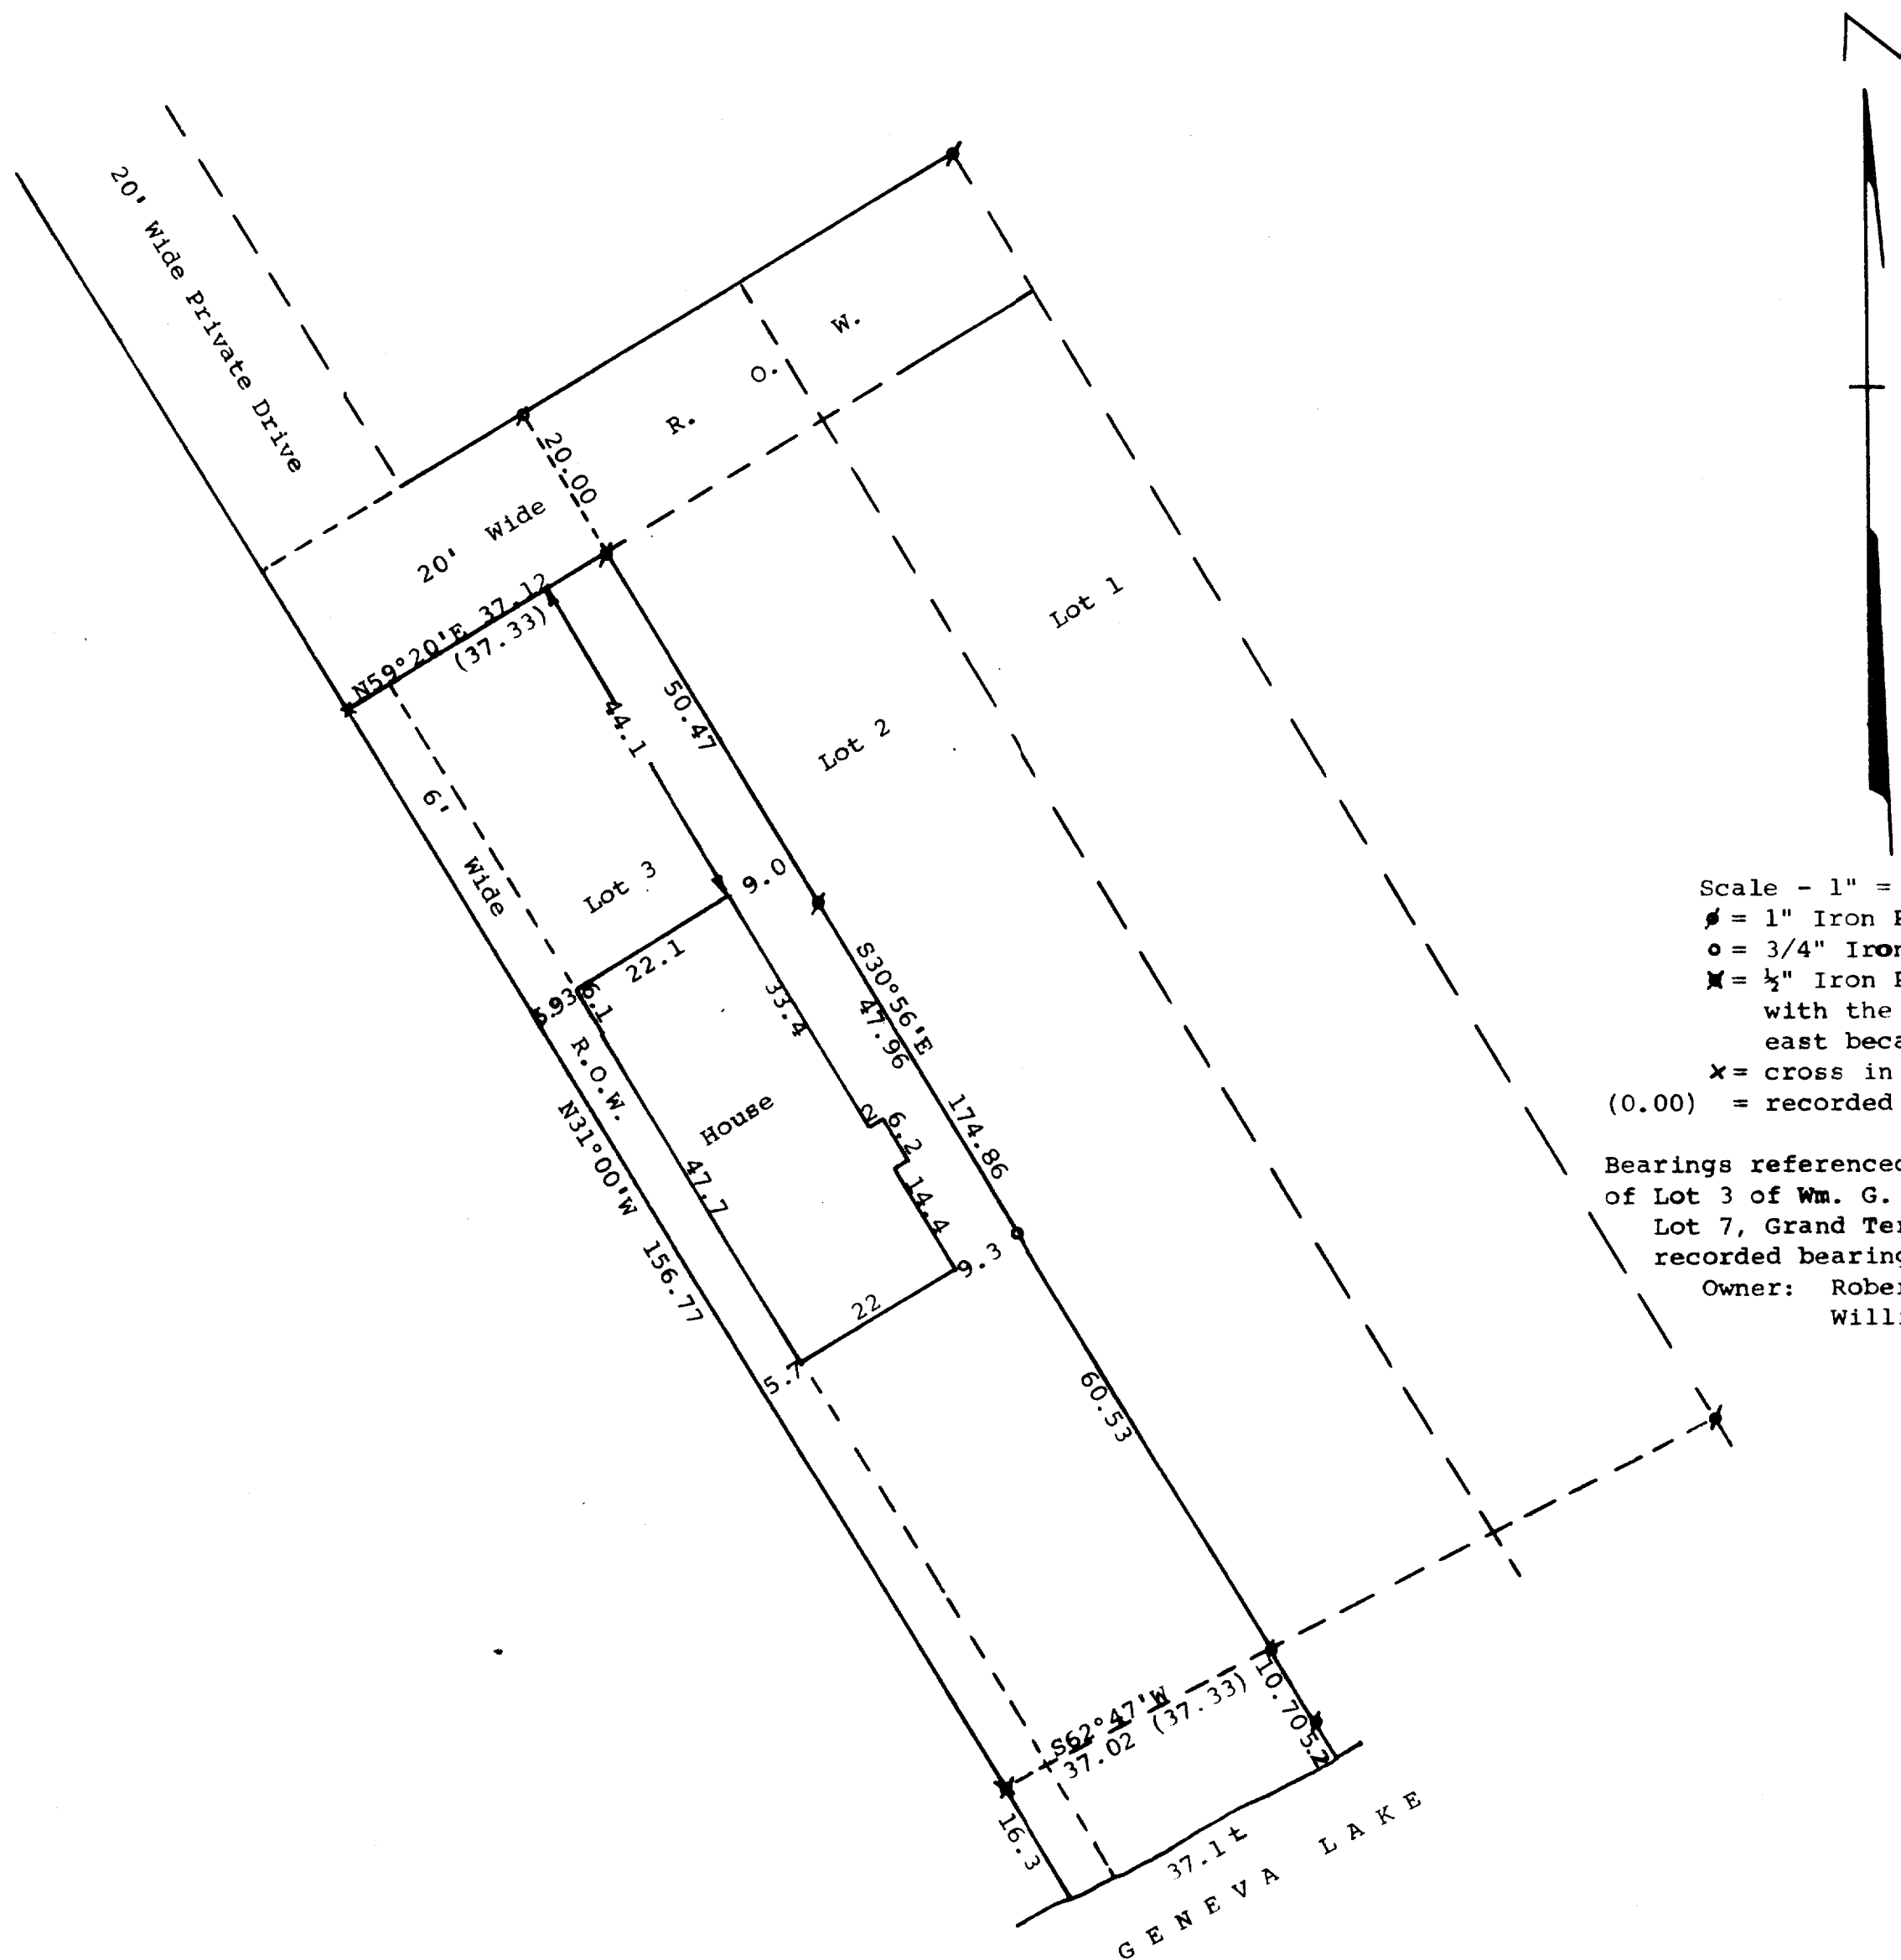 20' Wide Private Drive
R. O. W.
20' Wide
20.00
N59°20'E 37.12
(37.33)
Lot 1
Lot 2
Lot 3
50.47
44.1
9.0
6' Wide
R.O.W.
22.1
6.1
33.4
S30°56'E
47.96
174.86
2
6.2
14.4
House
47.7
N31°00'W 156.77
9.3
22
5.7
60.53
S62°47'W
37.02 (37.33)
10.70
5.2
16.3
37.1±
GENEVA LAKE
Scale - 1" =
= 1" Iron
= 3/4" Iron
= ½" Iron
with the
east
= cross in
(0.00) = recorded
Bearings referenced
of Lot 3 of Wm. G.
Lot 7, Grand
recorded bearing
Owner: